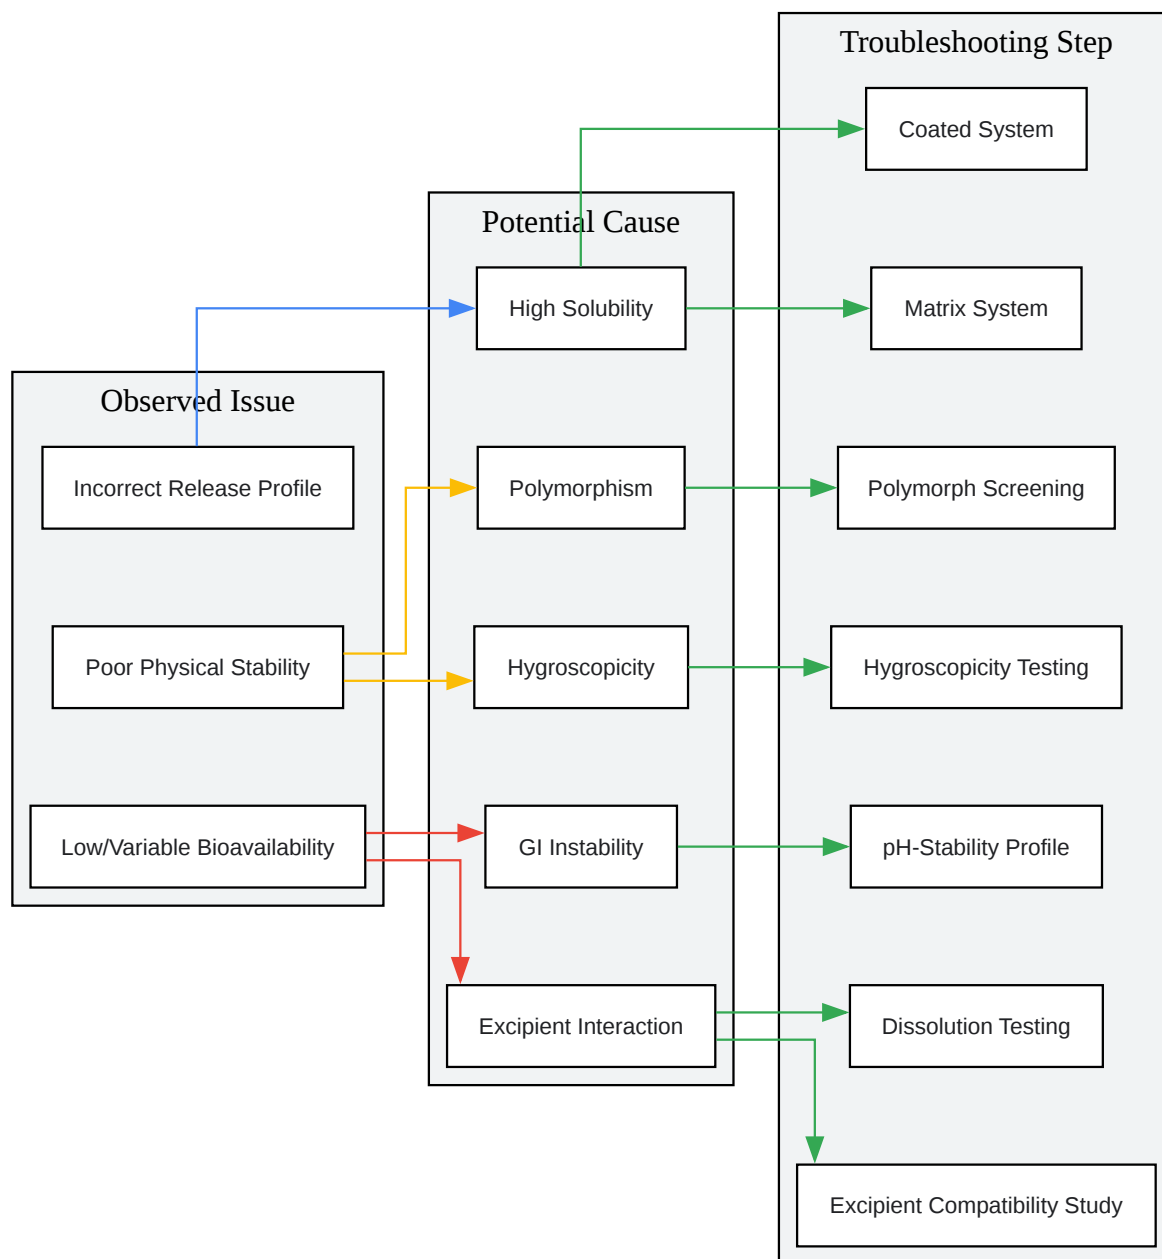 Observed Issue
Incorrect Release Profile
Poor Physical Stability
Low/Variable Bioavailability
Potential Cause
High Solubility
Polymorphism
Hygroscopicity
GI Instability
Excipient Interaction
Troubleshooting Step
Coated System
Matrix System
Polymorph Screening
Hygroscopicity Testing
pH-Stability Profile
Dissolution Testing
Excipient Compatibility Study